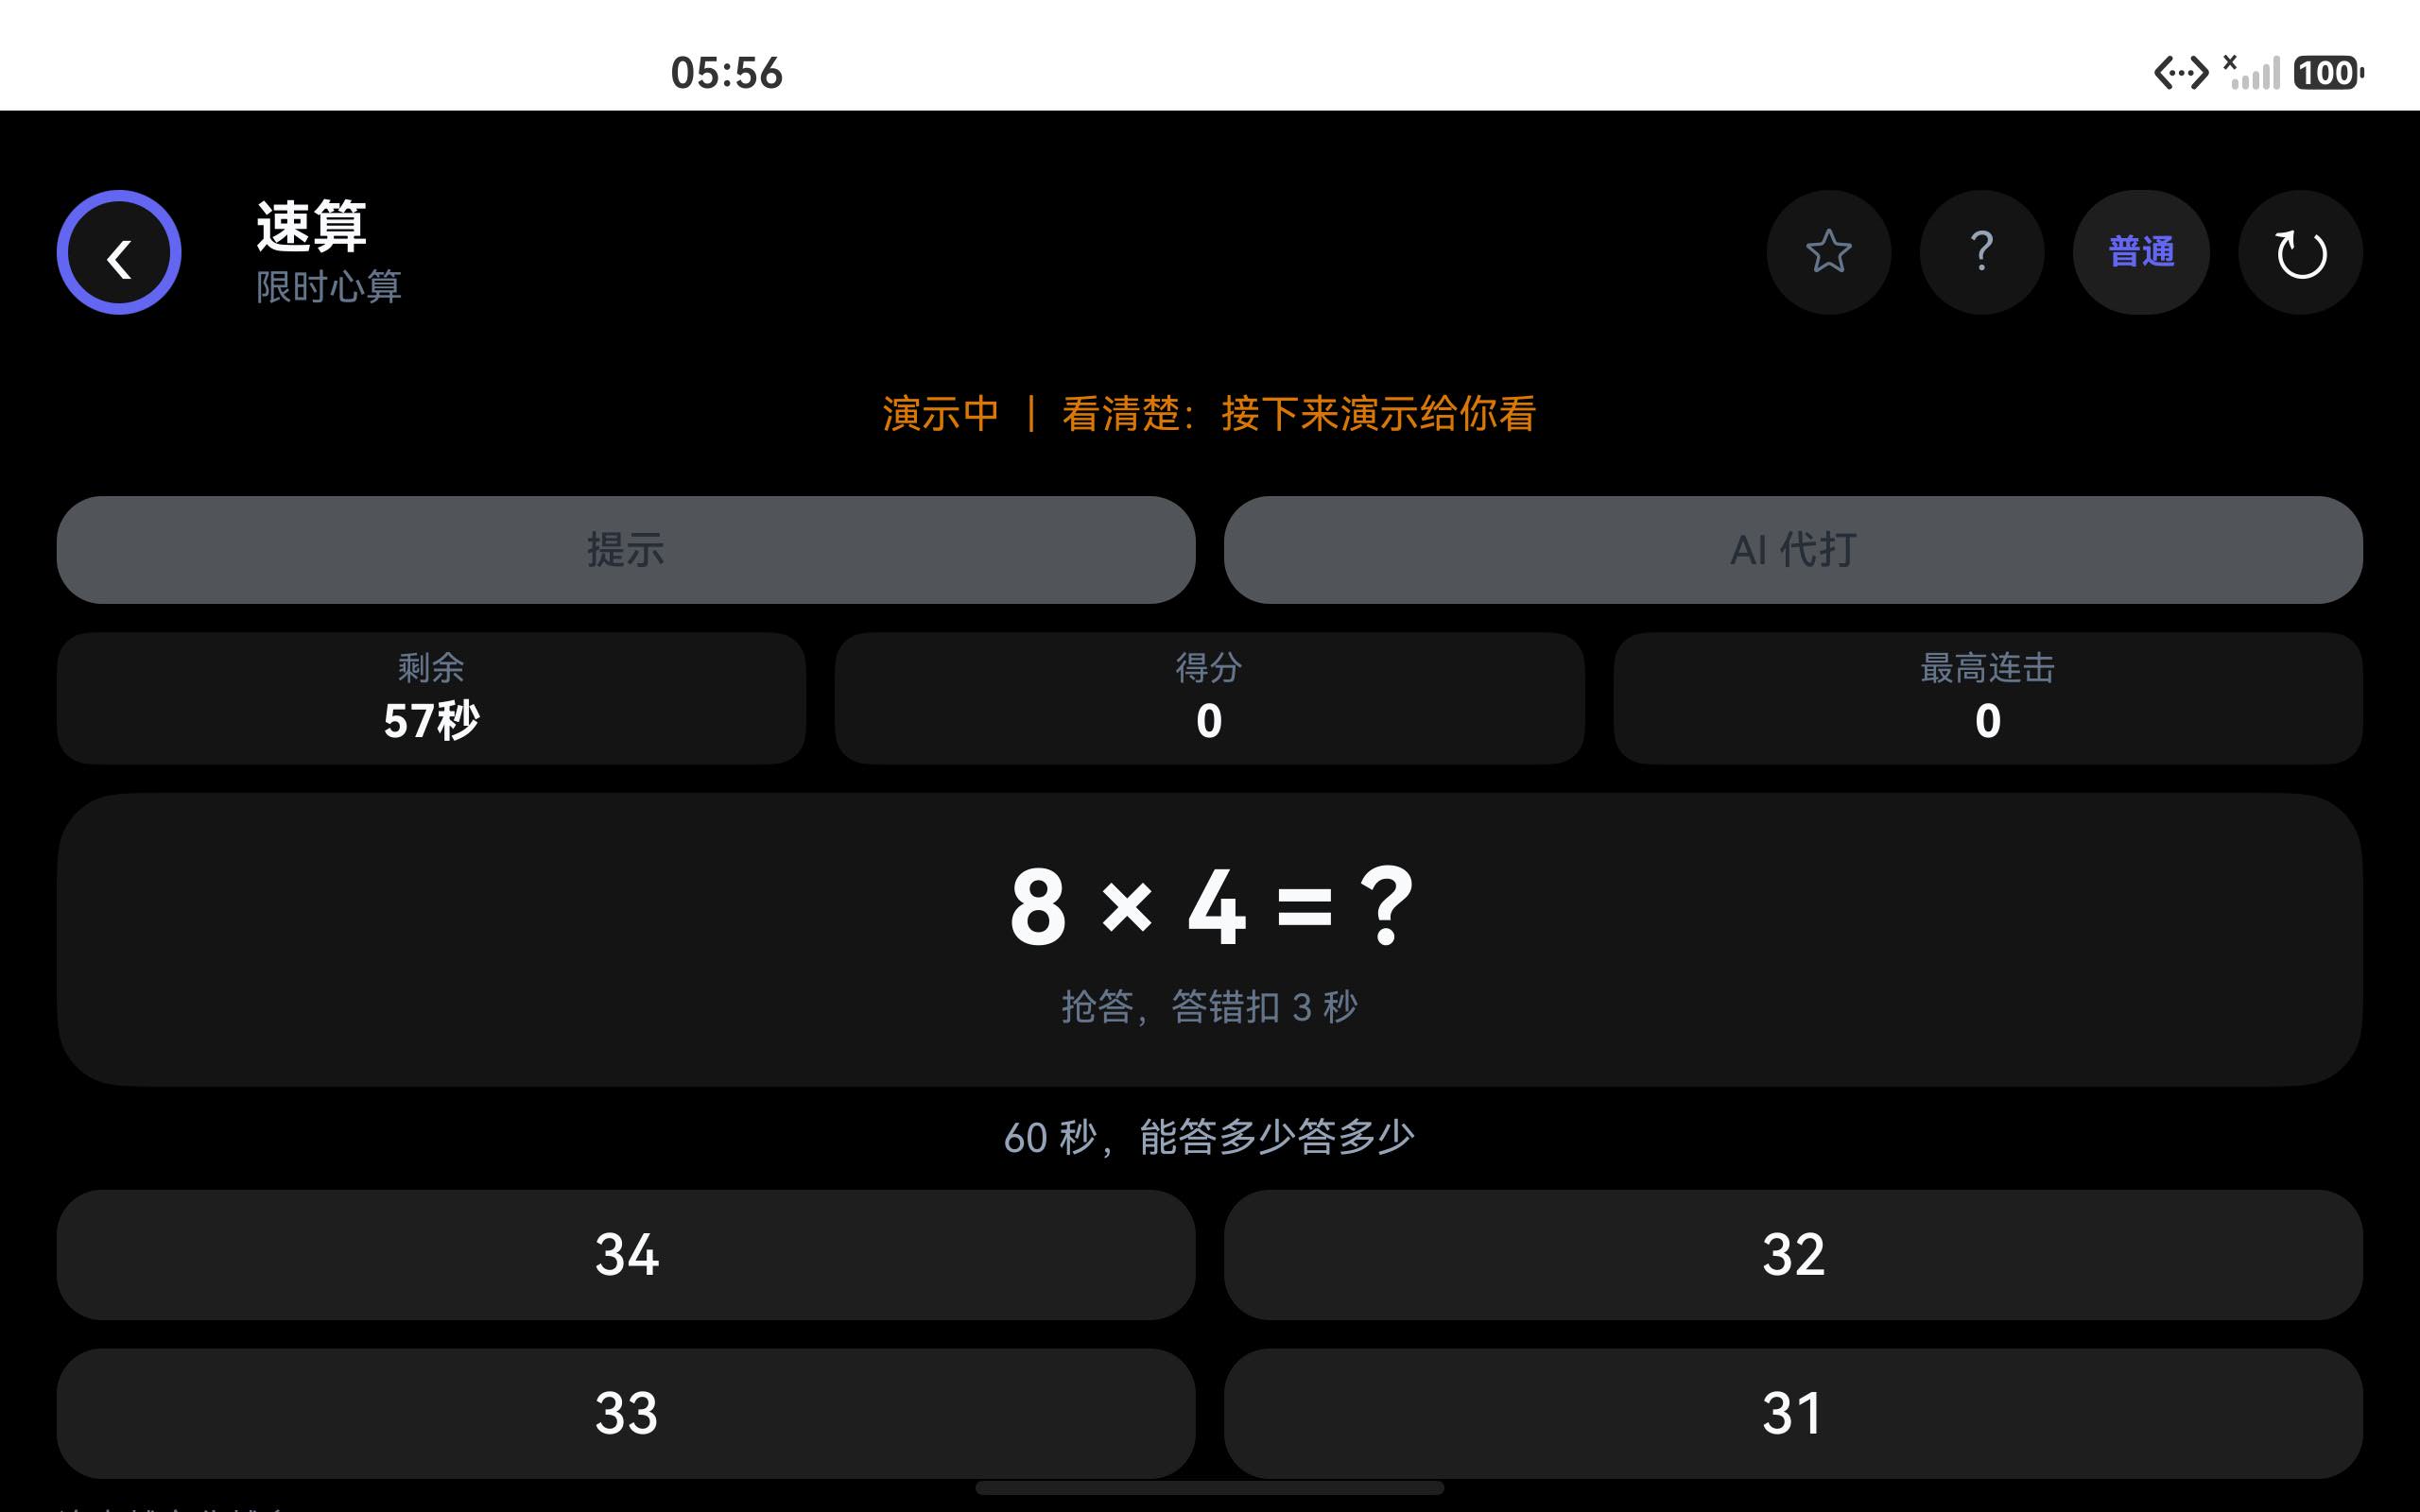 05:56
100
速算
限时心算
?
普通
演示中 | 看清楚：接下来演示给你看
提示
AI 代打
剩余
57秒
得分
0
最高连击
0
8 × 4 = ?
抢答，答错扣 3 秒
60 秒，能答多少答多少
34
32
33
31